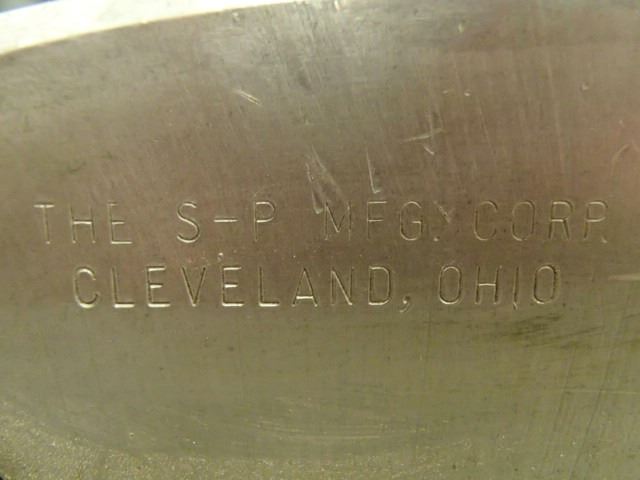 THE S-P MFG. CORP.
CLEVELAND, OHIO